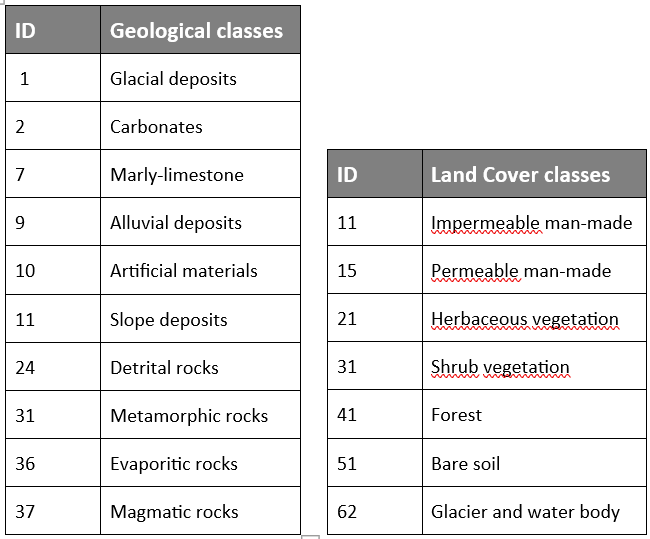 ID Geological classes
1 Glacial deposits
2 Carbonates
7 Marly-limestone
9 Alluvial deposits
10 Artificial materials
11 Slope deposits
24 Detrital rocks
31 Metamorphic rocks
36 Evaporitic rocks
37 Magmatic rocks
ID Land Cover classes
11 Impermeable man-made
15 Permeable man-made
21 Herbaceous vegetation
31 Shrub vegetation
41 Forest
51 Bare soil
62 Glacier and water body